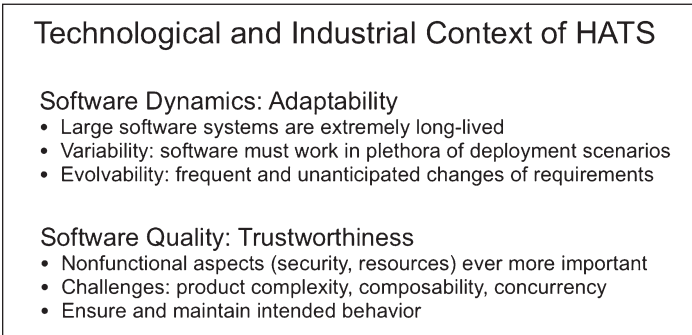 Technological and Industrial Context of HATS
Software Dynamics: Adaptability
• Large software systems are extremely long-lived
• Variability: software must work in plethora of deployment scenarios
• Evolvability: frequent and unanticipated changes of requirements
Software Quality: Trustworthiness
• Nonfunctional aspects (security, resources) ever more important
• Challenges: product complexity, composability, concurrency
• Ensure and maintain intended behavior